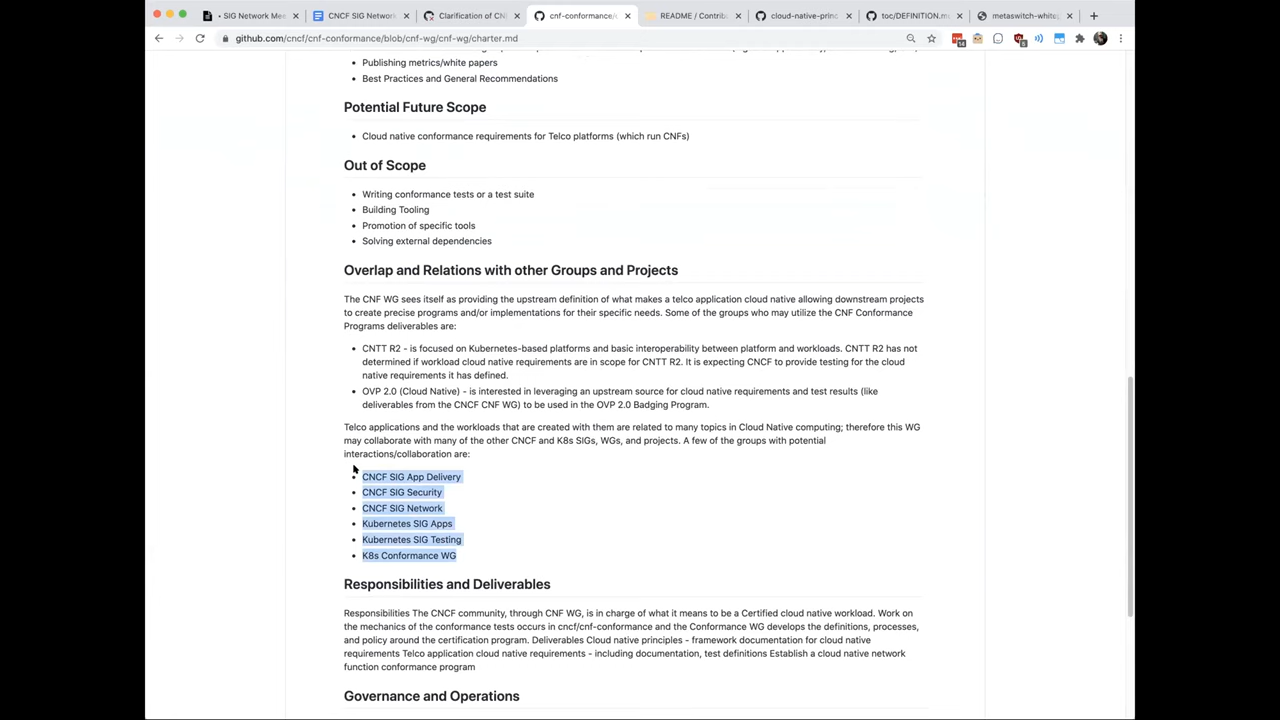 • SIG Network Mee
CNCF SIG Network
Clarification of CN
cnf-conformance/
README / Contrib
cloud-native-princ
toc/DEFINITION.m
metaswitch-white
github.com/cncf/cnf-conformance/blob/cnf-wg/cnf-wg/charter.md
• Publishing metrics/white papers
• Best Practices and General Recommendations
Potential Future Scope
• Cloud native conformance requirements for Telco platforms (which run CNFs)
Out of Scope
• Writing conformance tests or a test suite
• Building Tooling
• Promotion of specific tools
• Solving external dependencies
Overlap and Relations with other Groups and Projects
The CNF WG sees itself as providing the upstream definition of what makes a telco application cloud native allowing downstream projects
to create precise programs and/or implementations for their specific needs. Some of the groups who may utilize the CNF Conformance
Programs deliverables are:
• CNTT R2 - is focused on Kubernetes-based platforms and basic interoperability between platform and workloads. CNTT R2 has not
determined if workload cloud native requirements are in scope for CNTT R2. It is expecting CNCF to provide testing for the cloud
native requirements it has defined.
• OVP 2.0 (Cloud Native) - is interested in leveraging an upstream source for cloud native requirements and test results (like
deliverables from the CNCF CNF WG) to be used in the OVP 2.0 Badging Program.
Telco applications and the workloads that are created with them are related to many topics in Cloud Native computing; therefore this WG
may collaborate with many of the other CNCF and K8s SIGs, WGs, and projects. A few of the groups with potential
interactions/collaboration are:
• CNCF SIG App Delivery
• CNCF SIG Security
• CNCF SIG Network
• Kubernetes SIG Apps
• Kubernetes SIG Testing
• K8s Conformance WG
Responsibilities and Deliverables
Responsibilities The CNCF community, through CNF WG, is in charge of what it means to be a Certified cloud native workload. Work on
the mechanics of the conformance tests occurs in cncf/cnf-conformance and the Conformance WG develops the definitions, processes,
and policy around the certification program. Deliverables Cloud native principles - framework documentation for cloud native
requirements Telco application cloud native requirements - including documentation, test definitions Establish a cloud native network
function conformance program
Governance and Operations